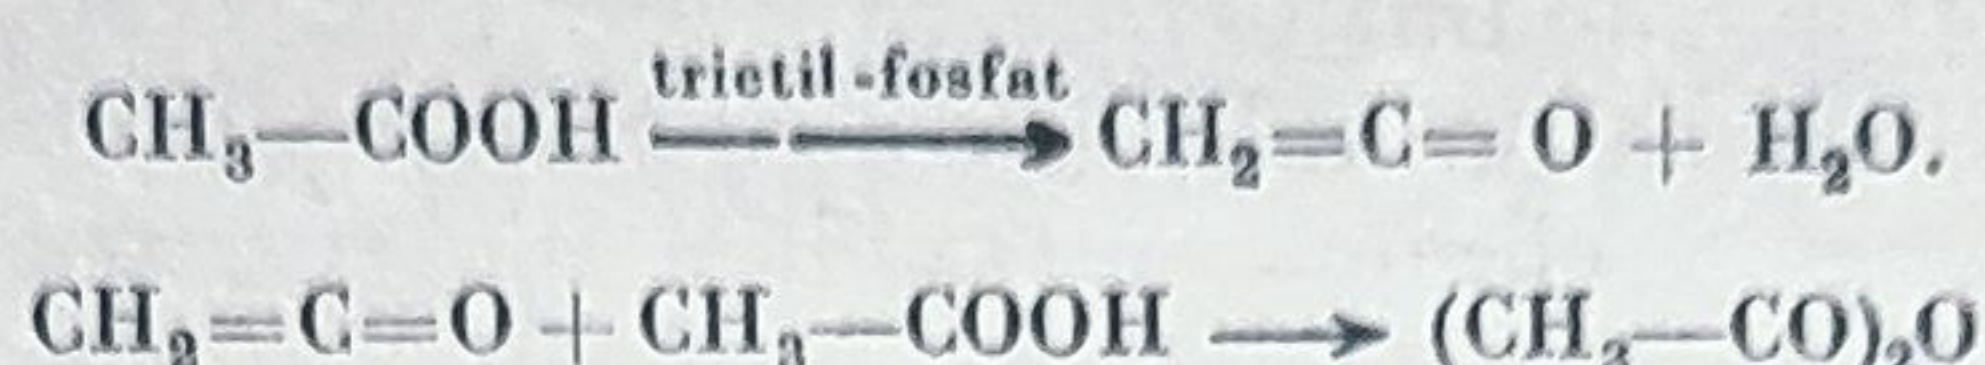 CH₃—COOH trietil-fosfat → CH₂=C=O + H₂O.
CH₂=C=O + CH₃—COOH → (CH₃—CO)₂O